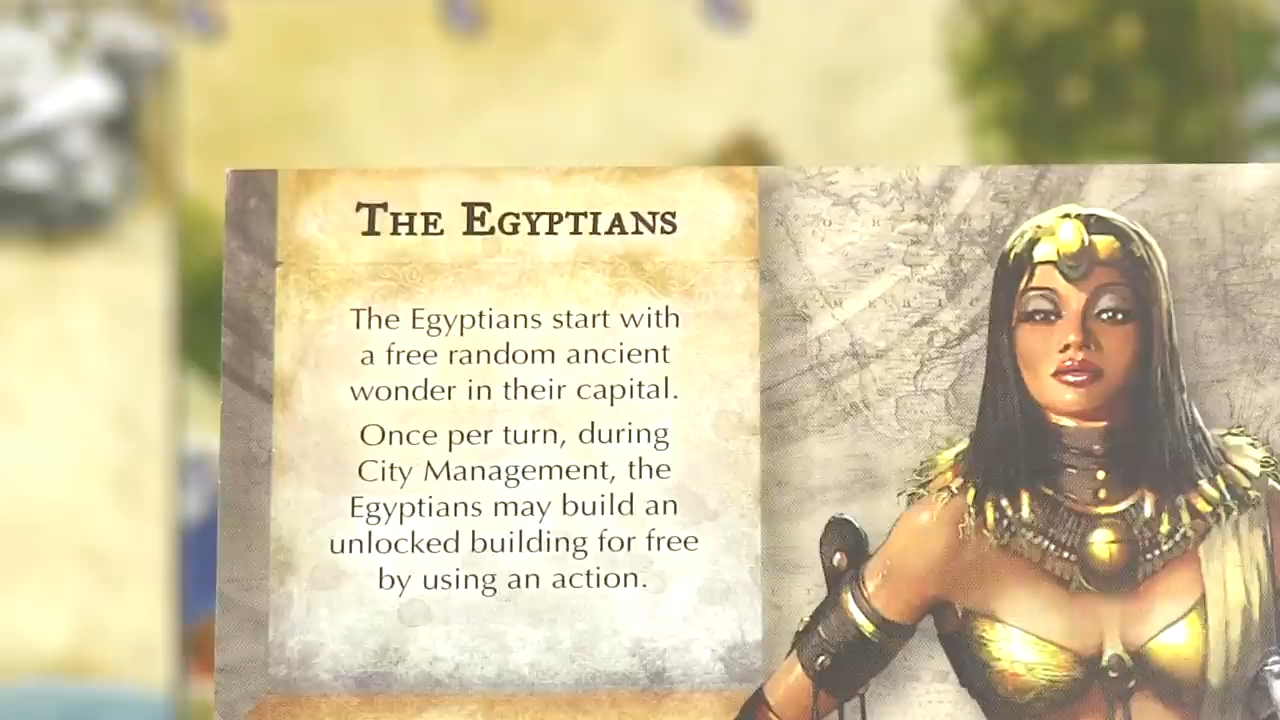 The Egyptians
The Egyptians start with
a free random ancient
wonder in their capital.
Once per turn, during
City Management, the
Egyptians may build an
unlocked building for free
by using an action.